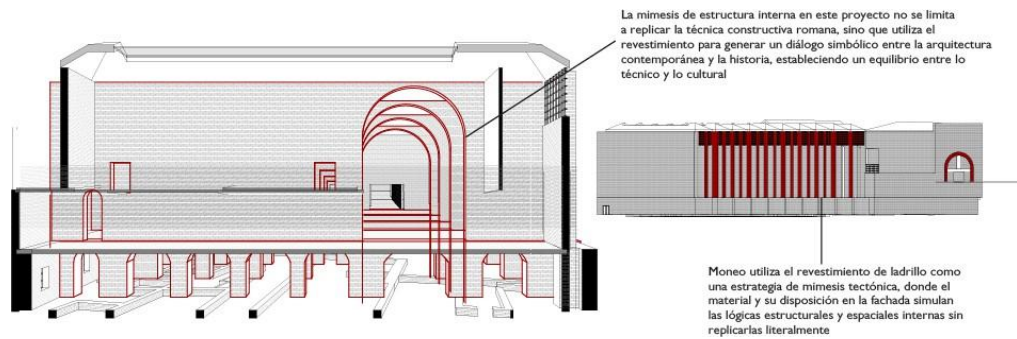 La mimesis de estructura interna en este proyecto no se limita
a replicar la técnica constructiva romana, sino que utiliza el
revestimiento para generar un diálogo simbólico entre la arquitectura
contemporánea y la historia, estableciendo un equilibrio entre lo
técnico y lo cultural
Moneo utiliza el revestimiento de ladrillo como
una estrategia de mimesis tectónica, donde el
material y su disposición en la fachada simulan
las lógicas estructurales y espaciales internas sin
replicarlas literalmente